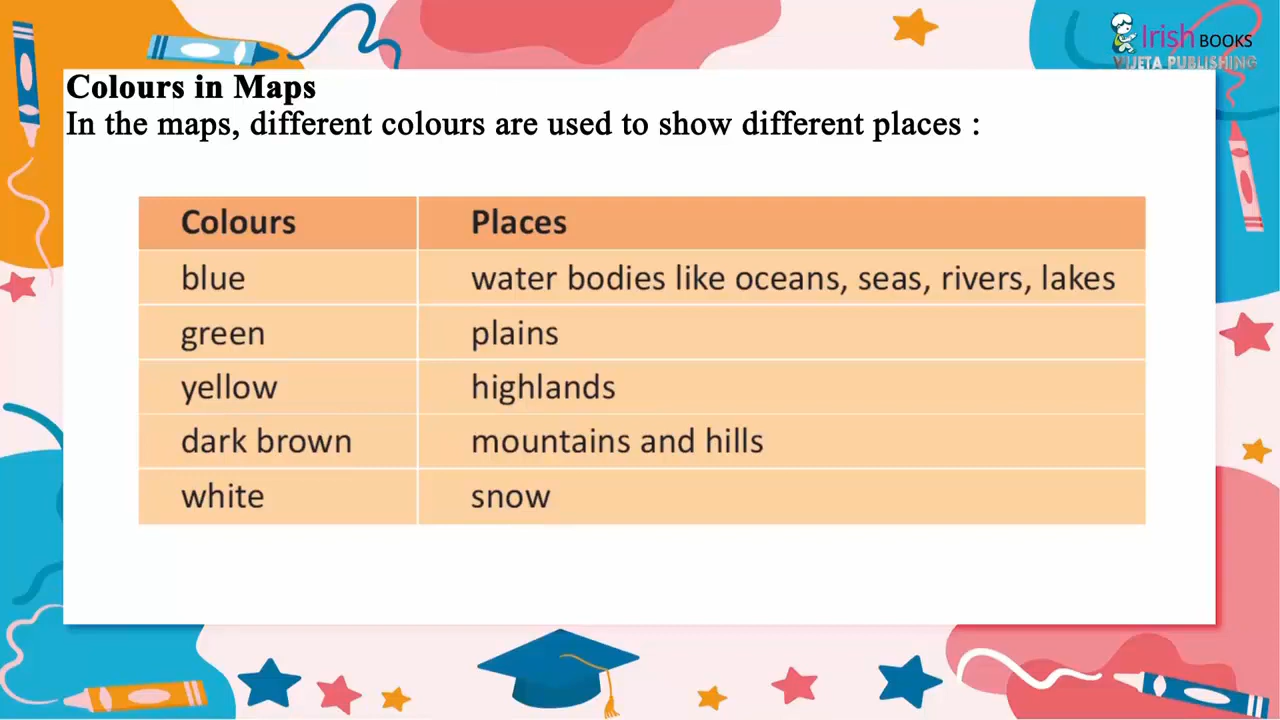 Irish BOOKS
VIJETA PUBLISHING
Colours in Maps
In the maps, different colours are used to show different places :
Colours Places
blue water bodies like oceans, seas, rivers, lakes
green plains
yellow highlands
dark brown mountains and hills
white snow